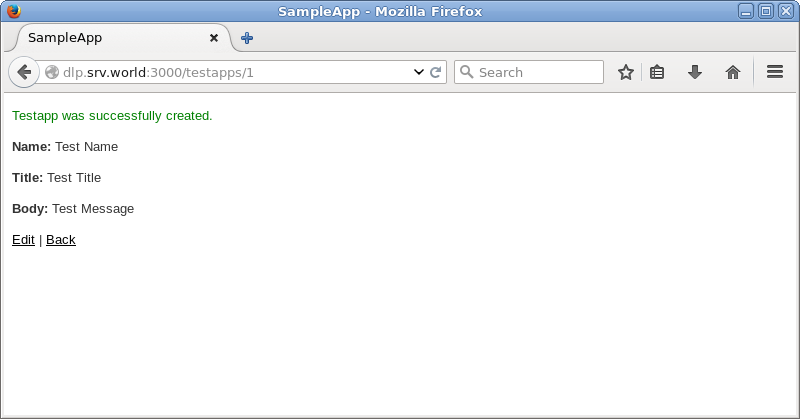 SampleApp - Mozilla Firefox
SampleApp
dlp.srv.world:3000/testapps/1
Search
Testapp was successfully created.
Name: Test Name
Title: Test Title
Body: Test Message
Edit | Back